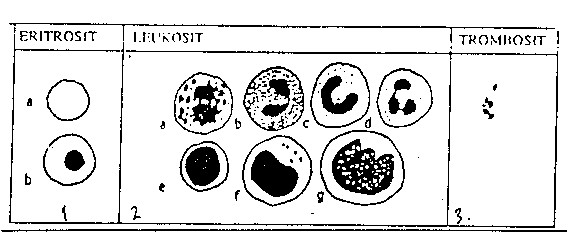 ERITROSIT LEUKOSIT TROMBOSIT
a
b
a b c d
e f g
1 2 3.